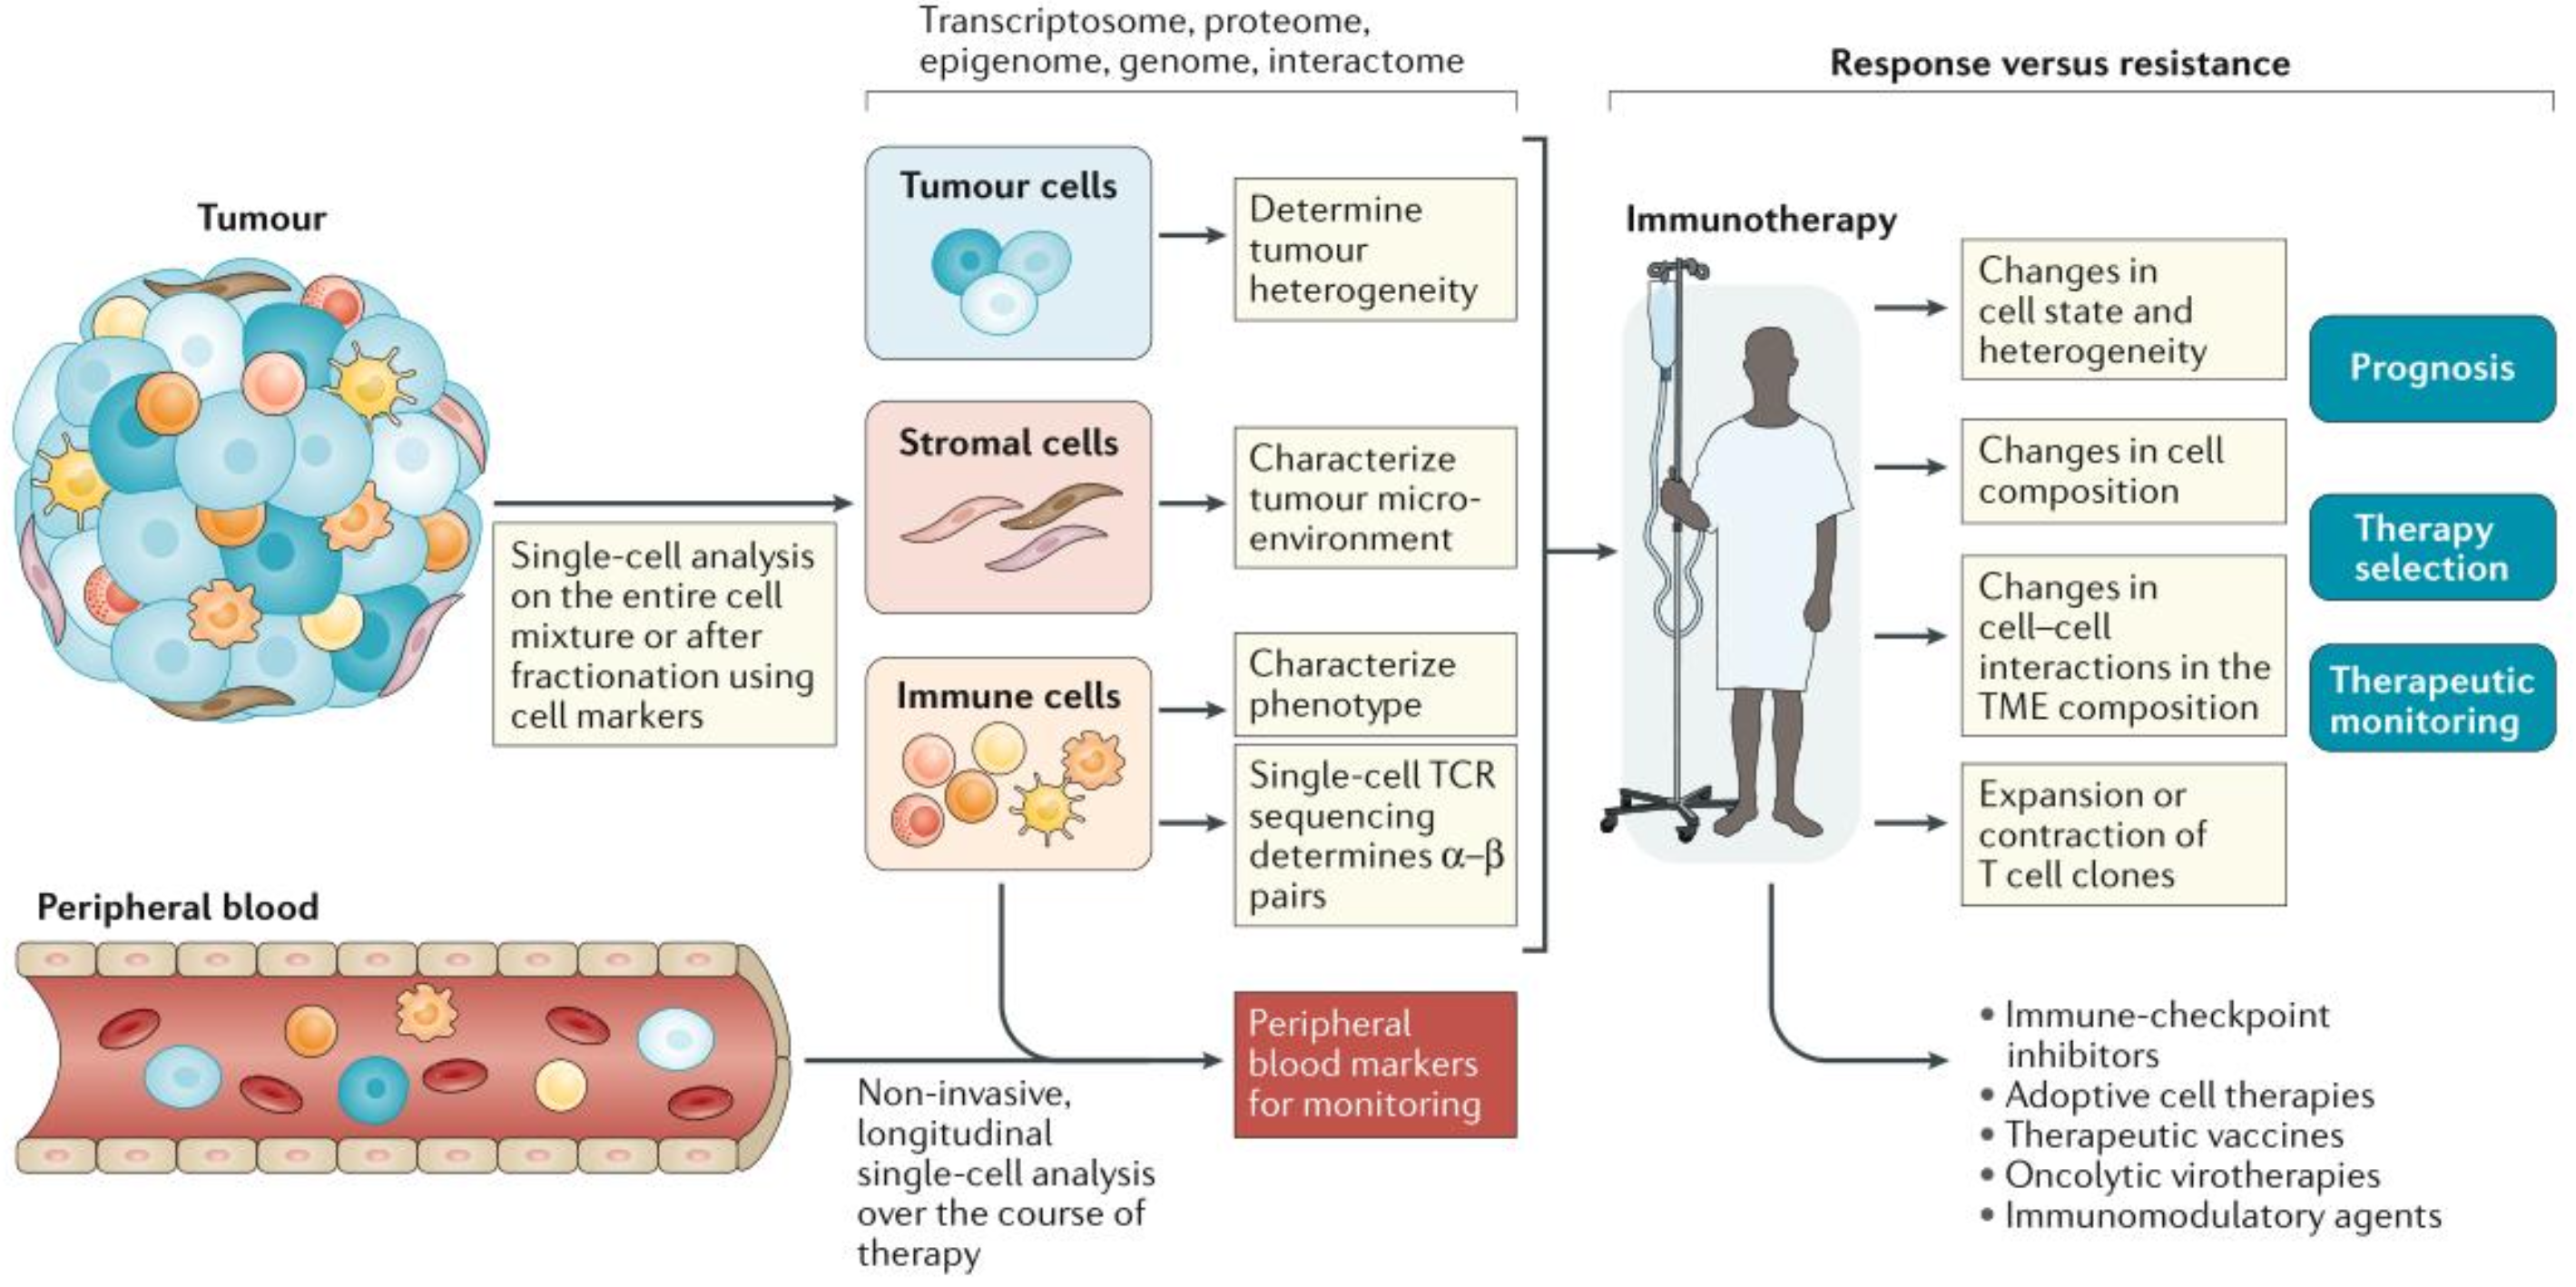 Transcriptosome, proteome,
epigenome, genome, interactome
Response versus resistance
Tumour
Single-cell analysis
on the entire cell
mixture or after
fractionation using
cell markers
Tumour cells
Determine
tumour
heterogeneity
Stromal cells
Characterize
tumour micro-
environment
Immune cells
Characterize
phenotype
Single-cell TCR
sequencing
determines α–β
pairs
Immunotherapy
Changes in
cell state and
heterogeneity
Changes in cell
composition
Changes in
cell–cell
interactions in the
TME composition
Expansion or
contraction of
T cell clones
Prognosis
Therapy
selection
Therapeutic
monitoring
Peripheral blood
Non-invasive,
longitudinal
single-cell analysis
over the course of
therapy
Peripheral
blood markers
for monitoring
• Immune-checkpoint
inhibitors
• Adoptive cell therapies
• Therapeutic vaccines
• Oncolytic virotherapies
• Immunomodulatory agents